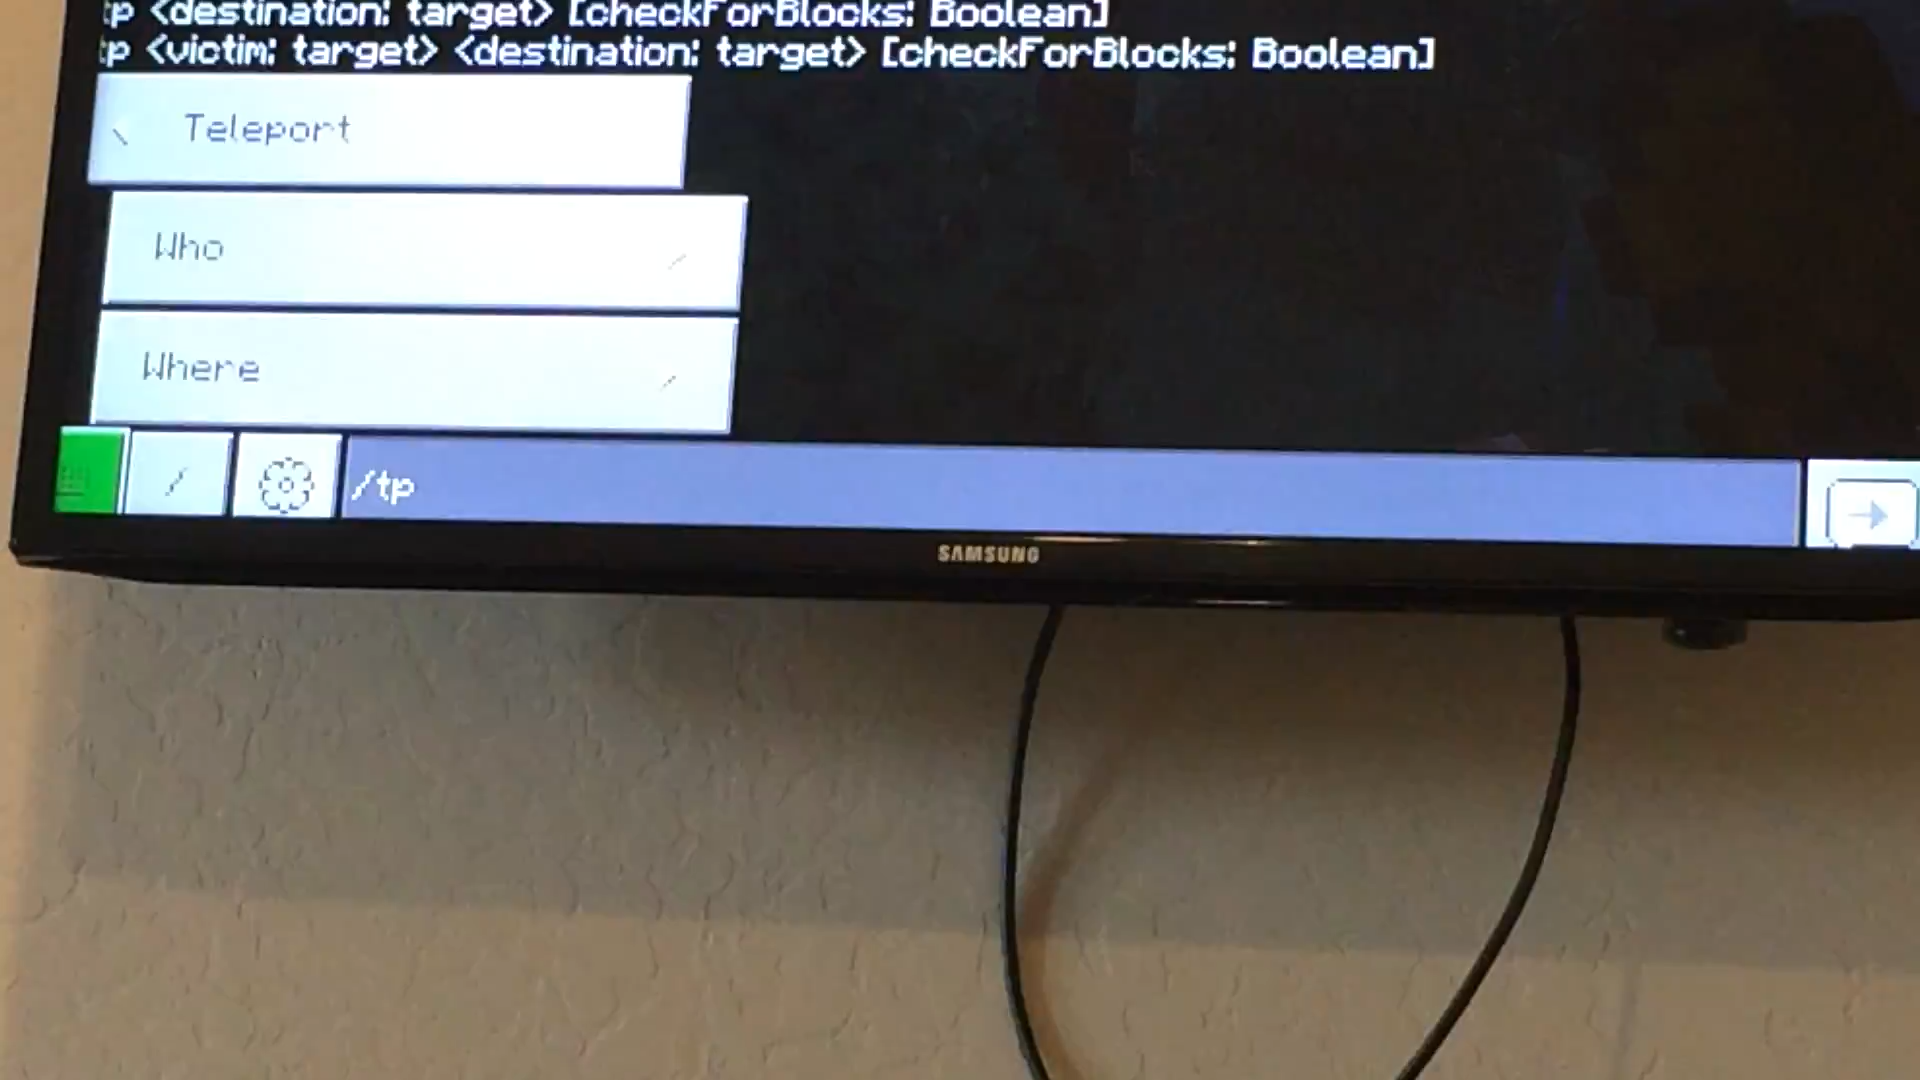 tp <destination: target> [checkForBlocks: Boolean]
tp <victim: target> <destination: target> [checkForBlocks: Boolean]
Teleport
Who
Where
/
/tp
SAMSUNG